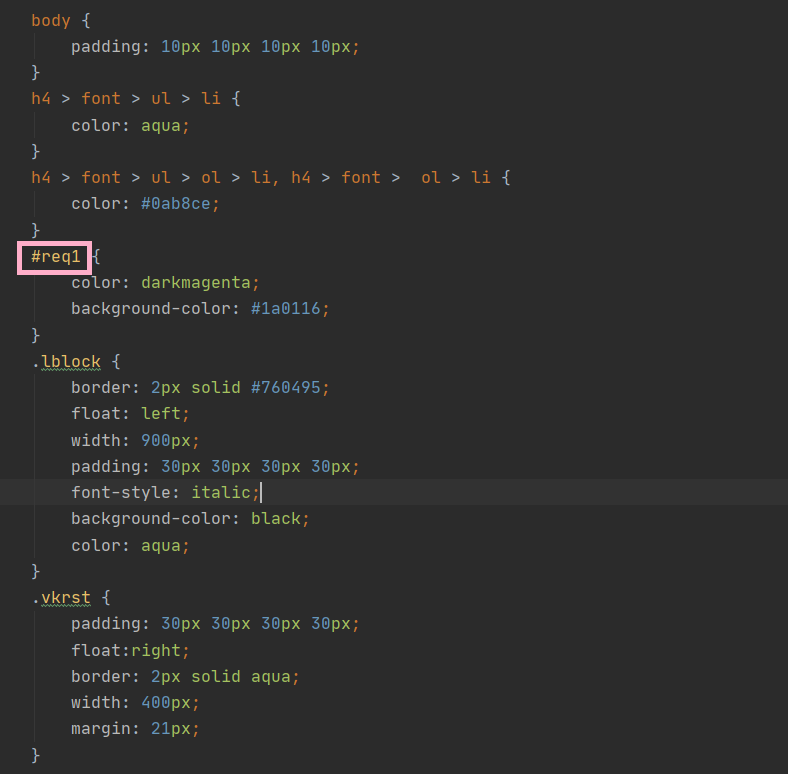 body {
    padding: 10px 10px 10px 10px;
}
h4 > font > ul > li {
    color: aqua;
}
h4 > font > ul > ol > li, h4 > font >  ol > li {
    color: #0ab8ce;
}
#req1 {
    color: darkmagenta;
    background-color: #1a0116;
}
.lblock {
    border: 2px solid #760495;
    float: left;
    width: 900px;
    padding: 30px 30px 30px 30px;
    font-style: italic;
    background-color: black;
    color: aqua;
}
.vkrst {
    padding: 30px 30px 30px 30px;
    float:right;
    border: 2px solid aqua;
    width: 400px;
    margin: 21px;
}